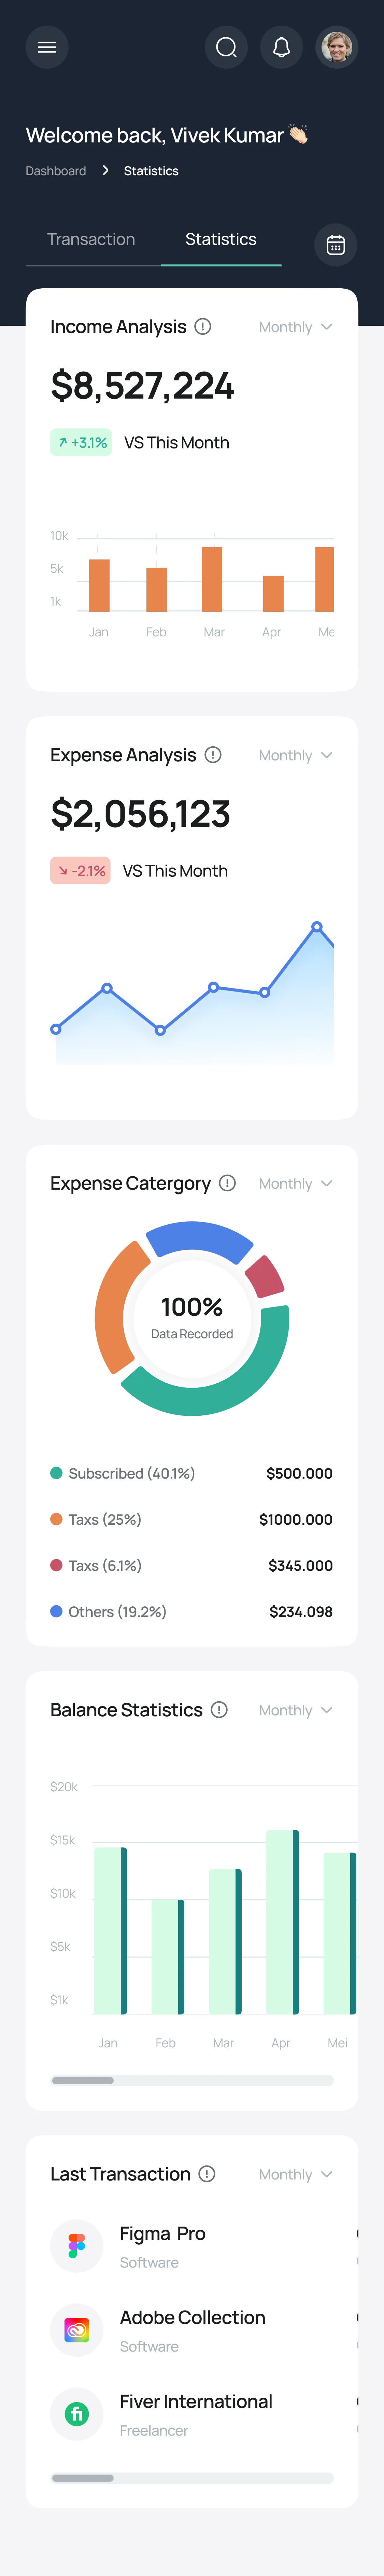 Welcome back, Vivek Kumar 👏🏻
Dashboard > Statistics
Transaction Statistics
Income Analysis Monthly
$8,527,224
+3.1% VS This Month
10k
5k
1k
Jan Feb Mar Apr Me
Expense Analysis Monthly
$2,056,123
-2.1% VS This Month
Expense Catergory Monthly
100%
Data Recorded
Subscribed (40.1%) $500.000
Taxs (25%) $1000.000
Taxs (6.1%) $345.000
Others (19.2%) $234.098
Balance Statistics Monthly
$20k
$15k
$10k
$5k
$1k
Jan Feb Mar Apr Mei
Last Transaction Monthly
Figma Pro
Software
Adobe Collection
Software
Fiver International
Freelancer